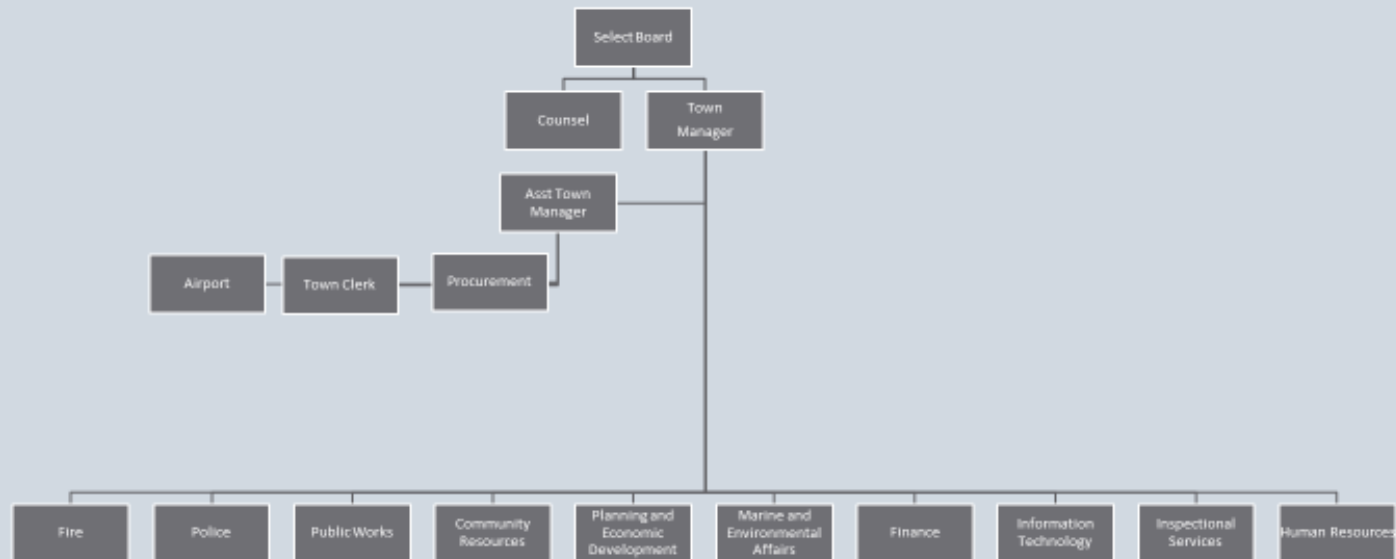 Select Board
Counsel
Town
Manager
Asst Town
Manager
Airport
Town Clerk
Procurement
Fire
Police
Public Works
Community
Resources
Planning and
Economic
Development
Marine and
Environmental
Affairs
Finance
Information
Technology
Inspectional
Services
Human Resources